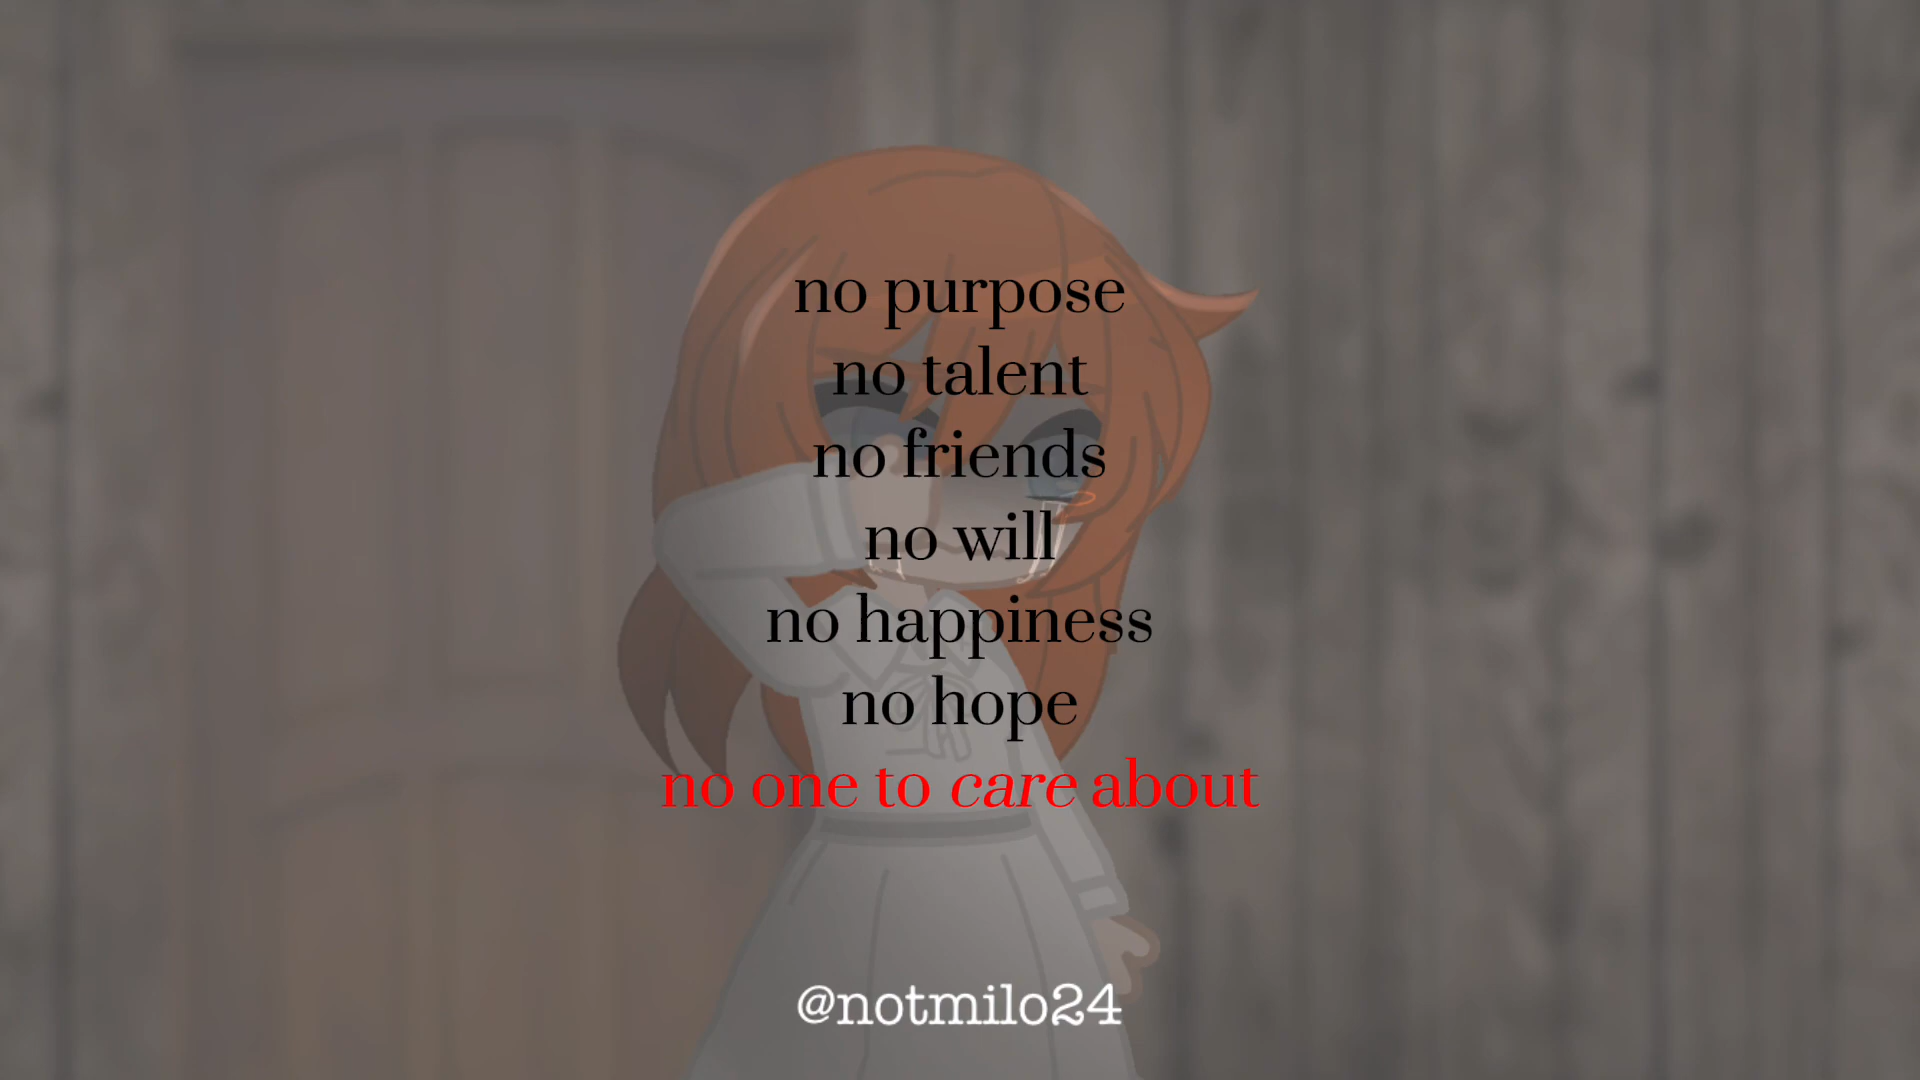 no purpose
no talent
no friends
no will
no happiness
no hope
no one to care about
@notmilo24